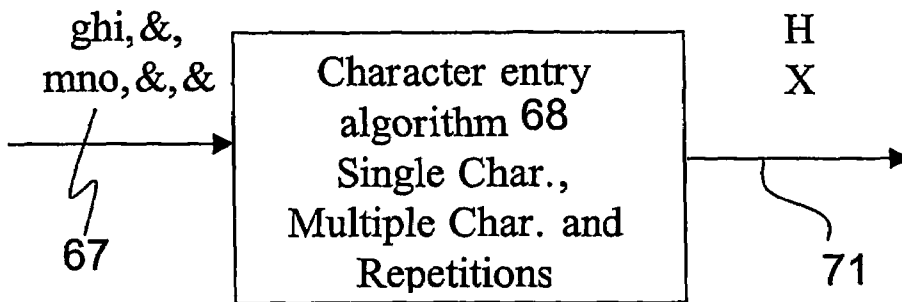 ghi,&,
mno,&,&
67
Character entry
algorithm 68
Single Char.,
Multiple Char. and
Repetitions
H
X
71